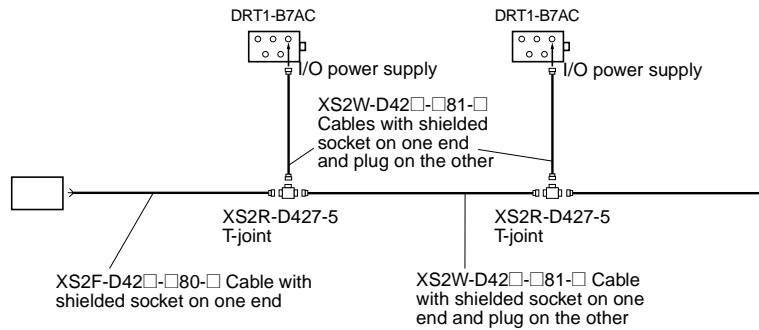 DRT1-B7AC
DRT1-B7AC
I/O power supply
I/O power supply
XS2W-D42□-□81-□
Cables with shielded
socket on one end
and plug on the other
XS2R-D427-5
T-joint
XS2R-D427-5
T-joint
XS2F-D42□-□80-□ Cable with
shielded socket on one end
XS2W-D42□-□81-□ Cable
with shielded socket on one
end and plug on the other